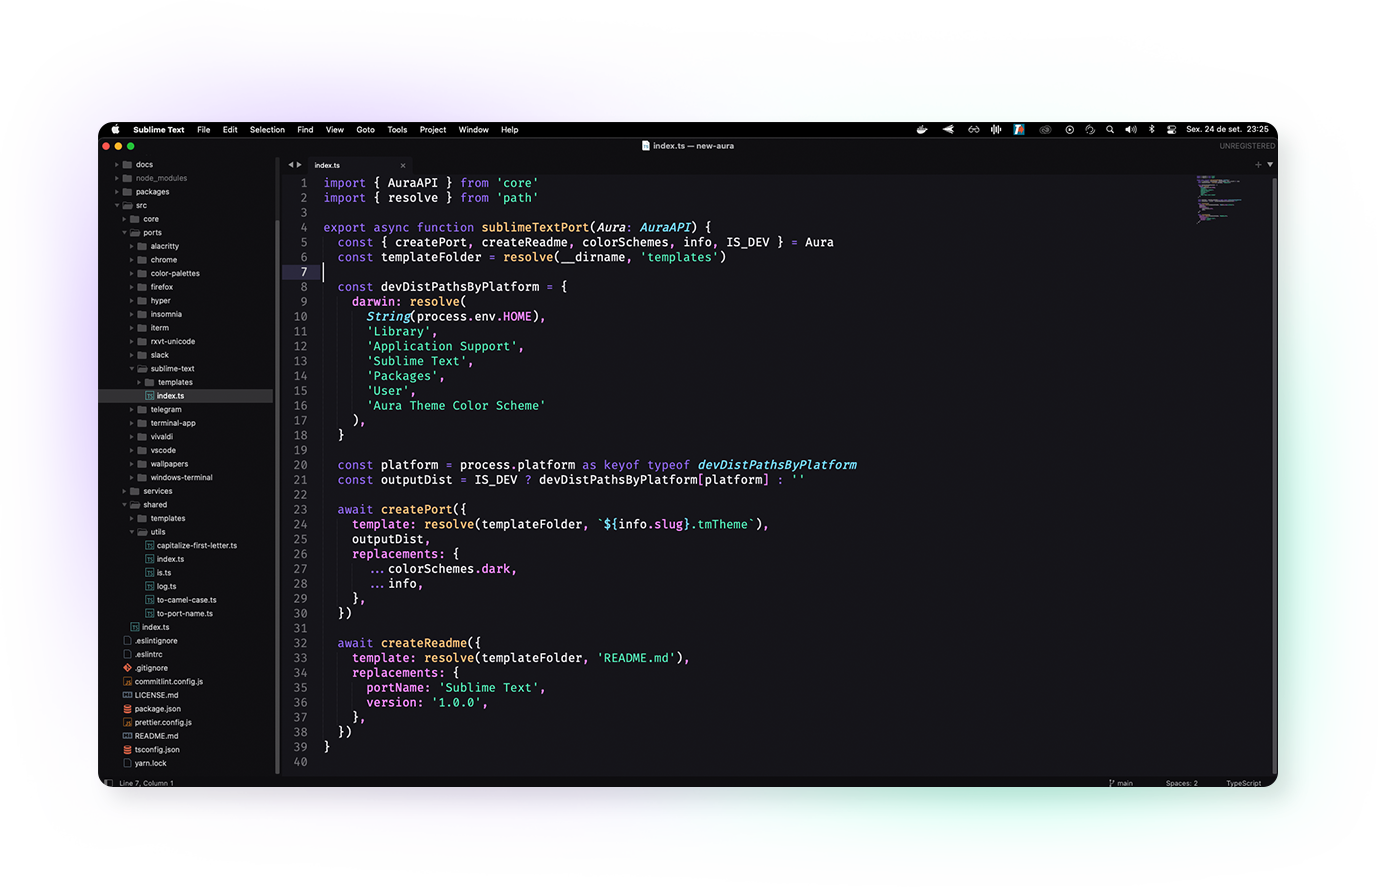 Sublime Text File Edit Selection Find View Goto Tools Project Window Help Sex. 24 de set. 23:25
index.ts — new-aura
UNREGISTERED
docs
node_modules
packages
src
core
ports
alacritty
chrome
color-palettes
firefox
hyper
insomnia
iterm
rxvt-unicode
slack
sublime-text
templates
TS index.ts
telegram
terminal-app
vivaldi
vscode
wallpapers
windows-terminal
services
shared
templates
utils
TS capitalize-first-letter.ts
TS index.ts
TS is.ts
TS log.ts
TS to-camel-case.ts
TS to-port-name.ts
TS index.ts
.eslintignore
.eslintrc
.gitignore
commitlint.config.js
LICENSE.md
package.json
prettier.config.js
README.md
tsconfig.json
yarn.lock
index.ts
1 import { AuraAPI } from 'core'
2 import { resolve } from 'path'
3
4 export async function sublimeTextPort(Aura: AuraAPI) {
5 const { createPort, createReadme, colorSchemes, info, IS_DEV } = Aura
6 const templateFolder = resolve(__dirname, 'templates')
7
8 const devDistPathsByPlatform = {
9 darwin: resolve(
10 String(process.env.HOME),
11 'Library',
12 'Application Support',
13 'Sublime Text',
14 'Packages',
15 'User',
16 'Aura Theme Color Scheme'
17 ),
18 }
19
20 const platform = process.platform as keyof typeof devDistPathsByPlatform
21 const outputDist = IS_DEV ? devDistPathsByPlatform[platform] : ''
22
23 await createPort({
24 template: resolve(templateFolder, `${info.slug}.tmTheme`),
25 outputDist,
26 replacements: {
27 ...colorSchemes.dark,
28 ...info,
29 },
30 })
31
32 await createReadme({
33 template: resolve(templateFolder, 'README.md'),
34 replacements: {
35 portName: 'Sublime Text',
36 version: '1.0.0',
37 },
38 })
39 }
40
Line 7, Column 1
main
Spaces: 2
TypeScript